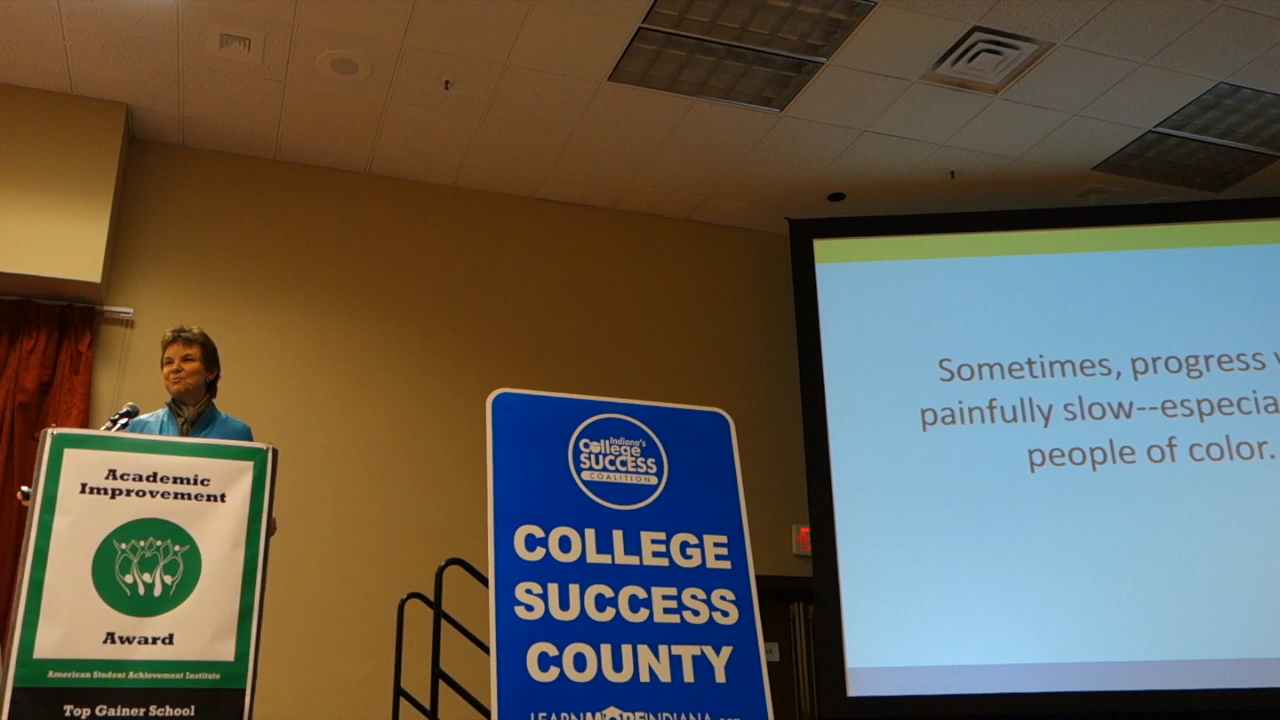 Academic
Improvement
Award
American Student Achievement Institute
Top Gainer School
Indiana's
College
SUCCESS
COALITION
COLLEGE
SUCCESS
COUNTY
LEARNMOREINDIANA
Sometimes, progress
painfully slow--especia
people of color.